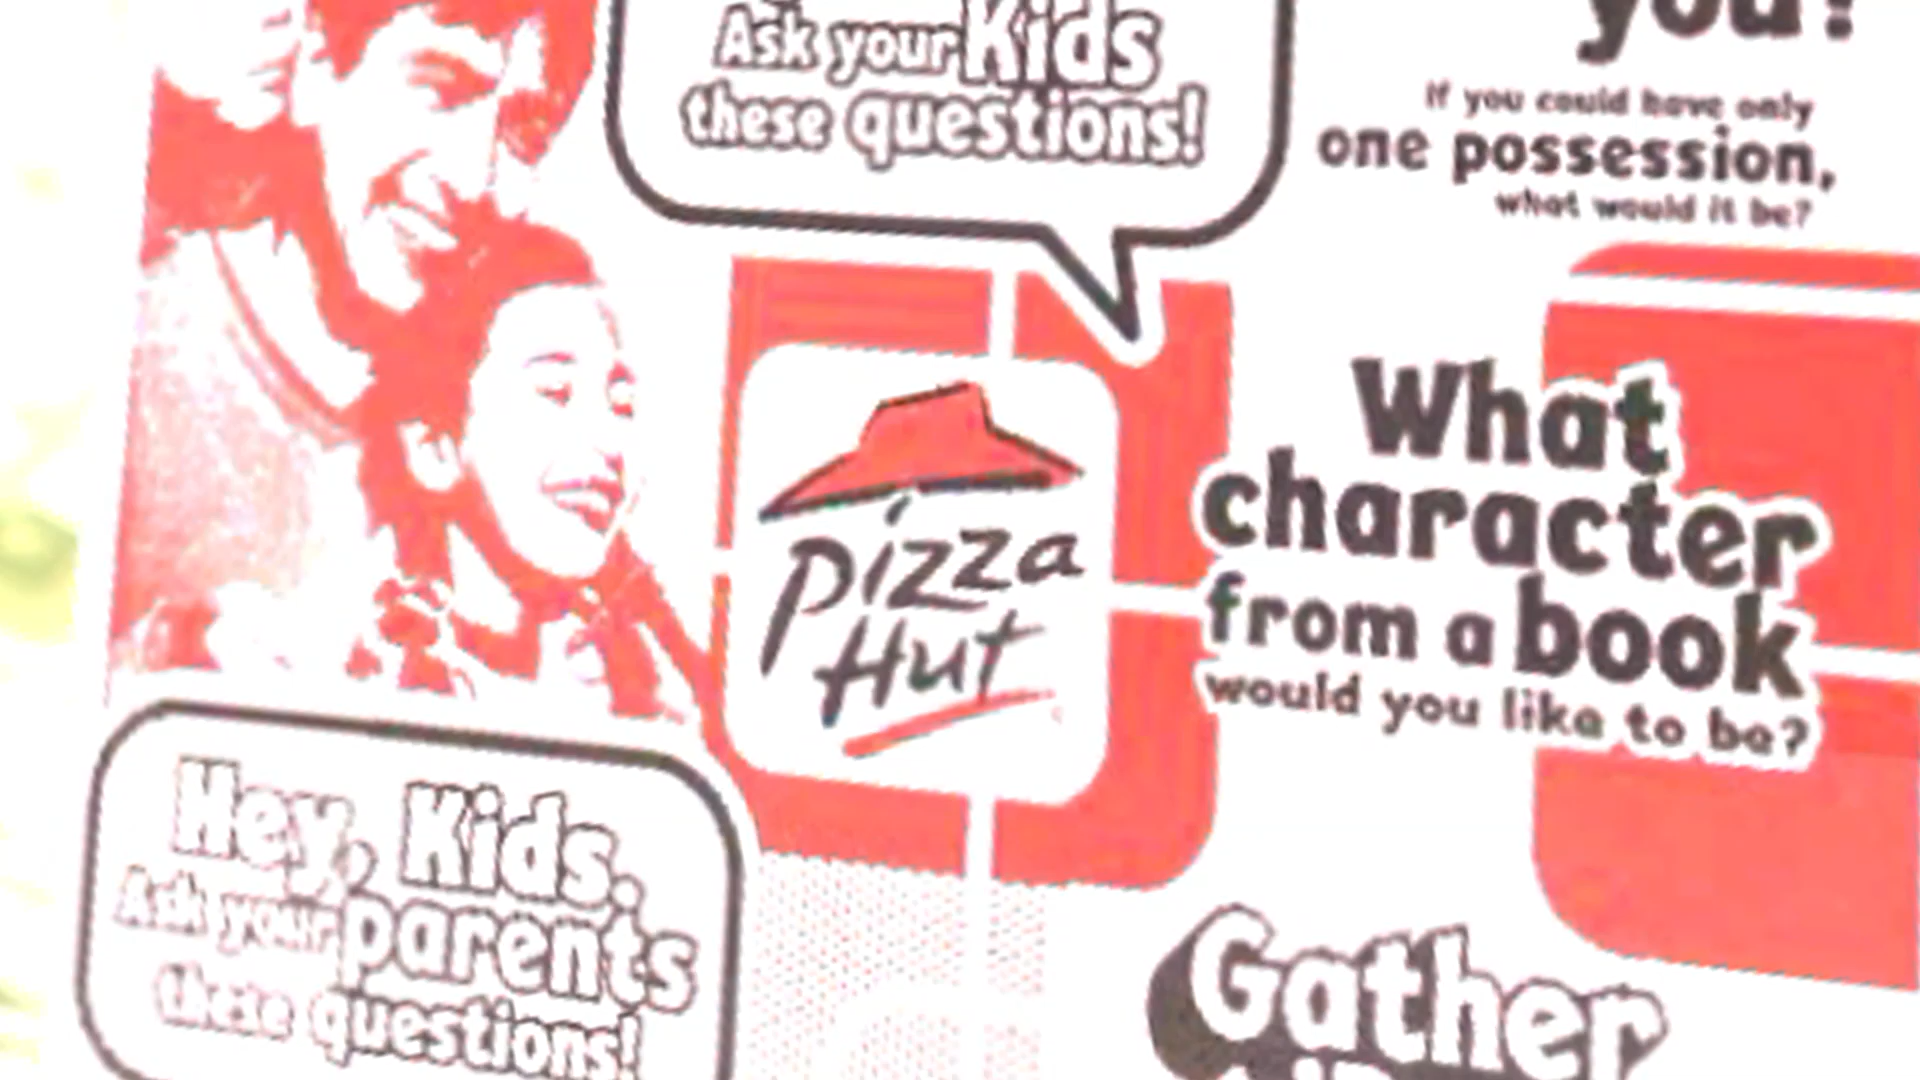 Ask your Kids
these questions!
you?
If you could have only
one possession,
what would it be?
Pizza
Hut
What
character
from a book
would you like to be?
Hey, Kids.
Ask your parents
these questions!
Gather